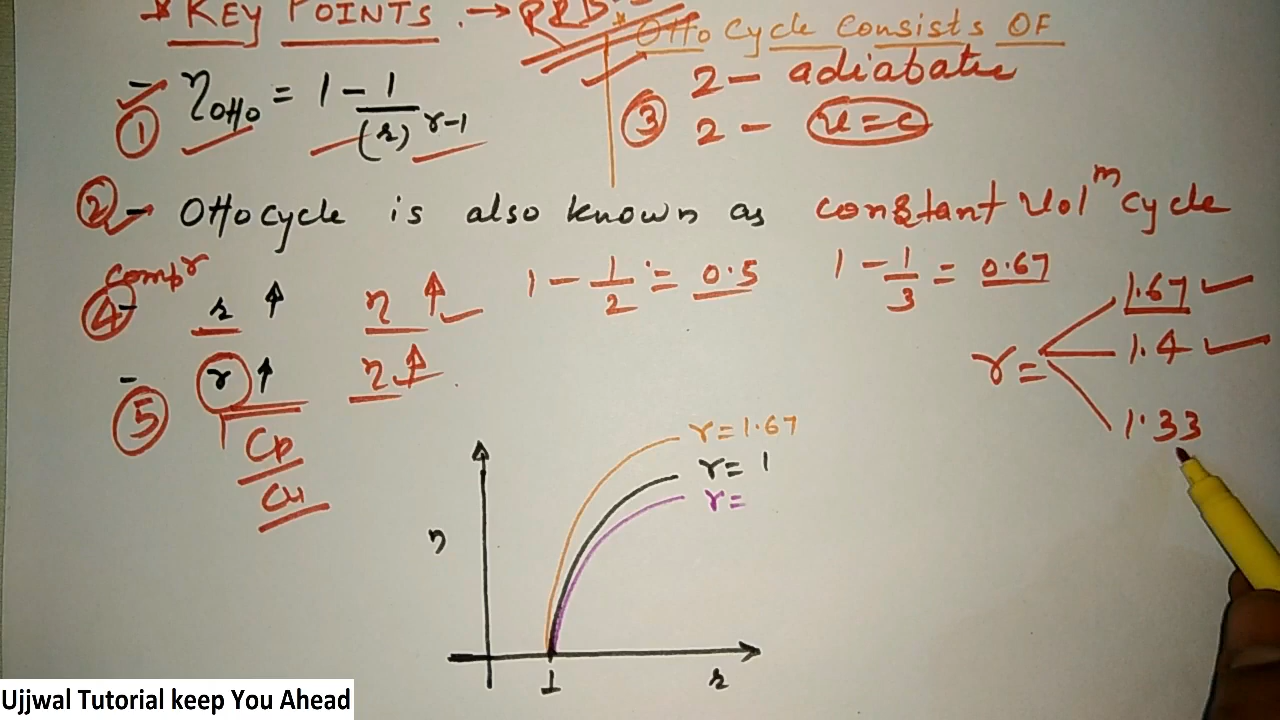 * KEY POINTS → 
* Otto Cycle Consists OF
① - η_Otto = 1 - 1/(r)^γ-1
③ 2 - adiabatic
2 - v = c
② - Otto cycle is also known as constant Vol^m cycle
comp^r
④ - r ↑ η ↑
1 - 1/2 = 0.5
1 - 1/3 = 0.67
⑤ - γ ↑ η ↑
Cp/Cv
γ =
1.67
1.4
1.33
γ = 1.67
γ = 1
γ =
η
1
r
Ujjwal Tutorial keep You Ahead